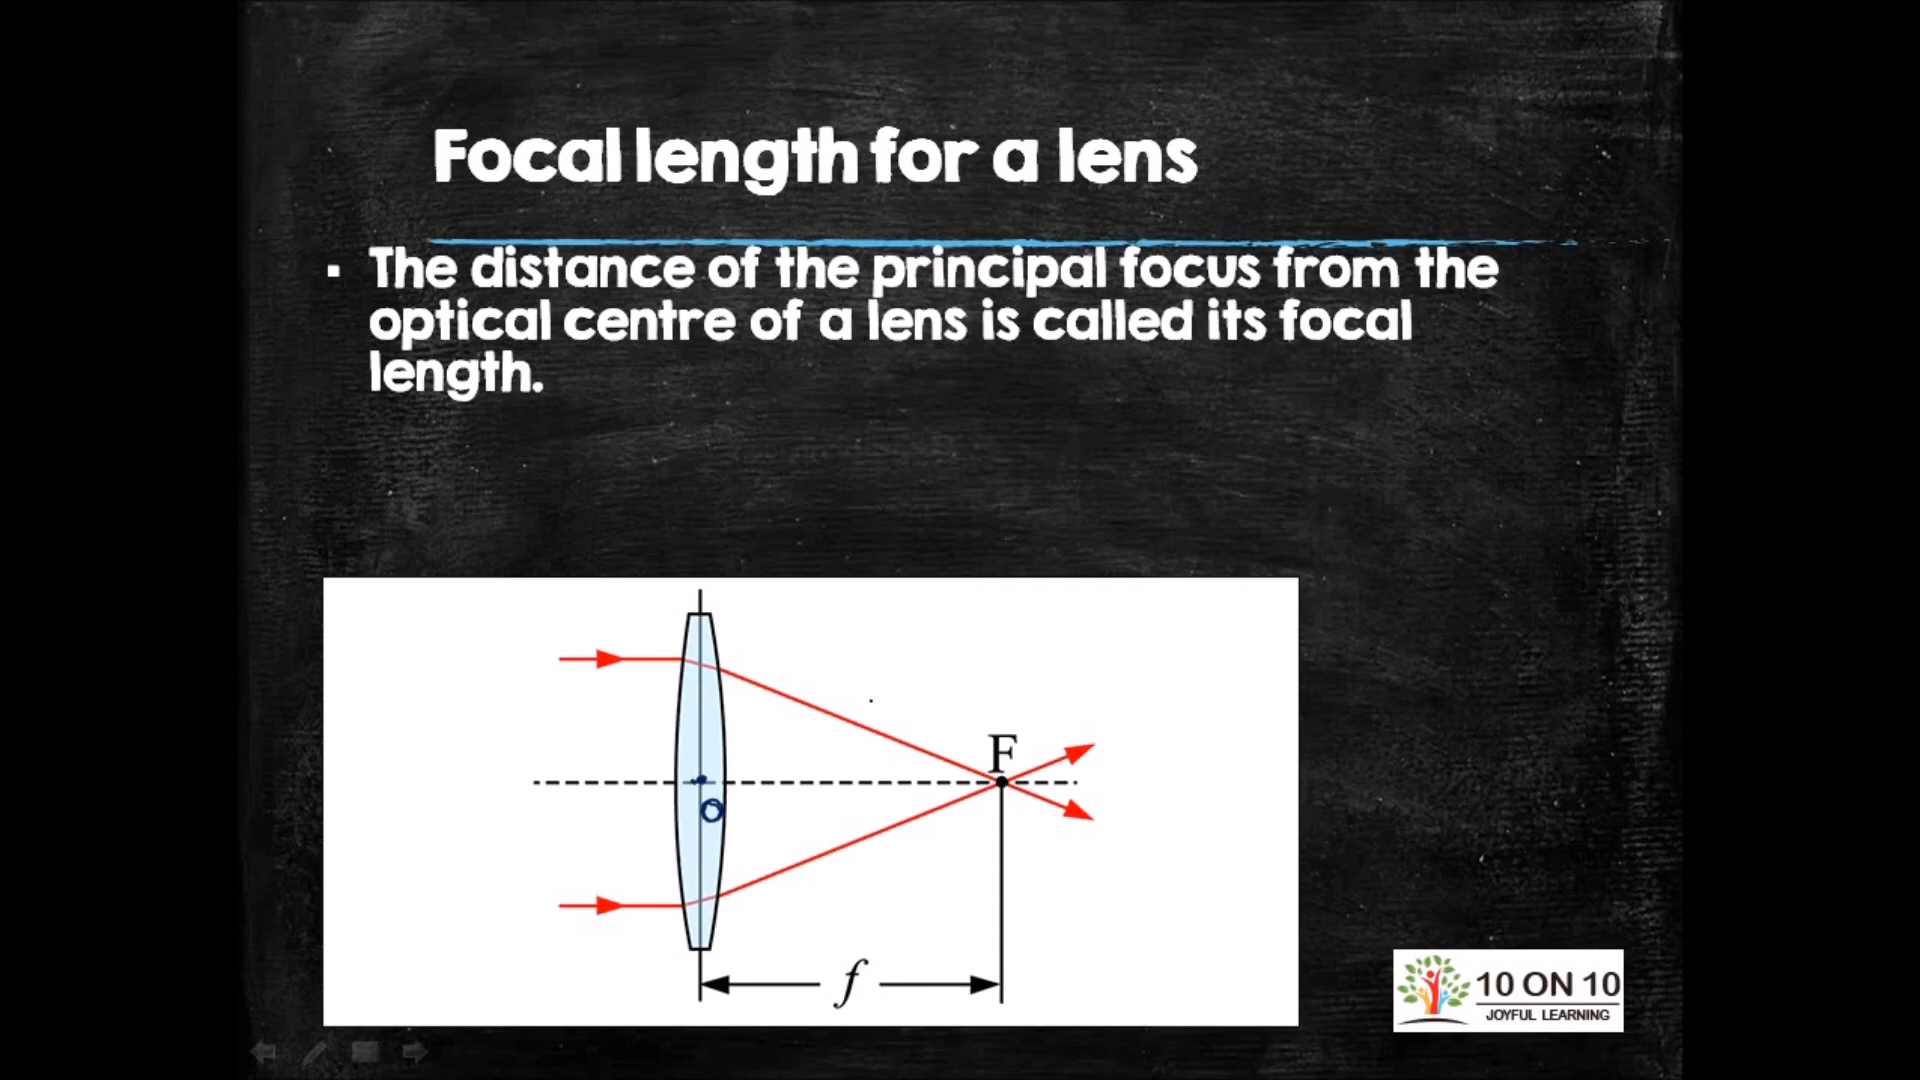 Focal length for a lens
▪ The distance of the principal focus from the
optical centre of a lens is called its focal
length.
F
O
f
10 ON 10
JOYFUL LEARNING